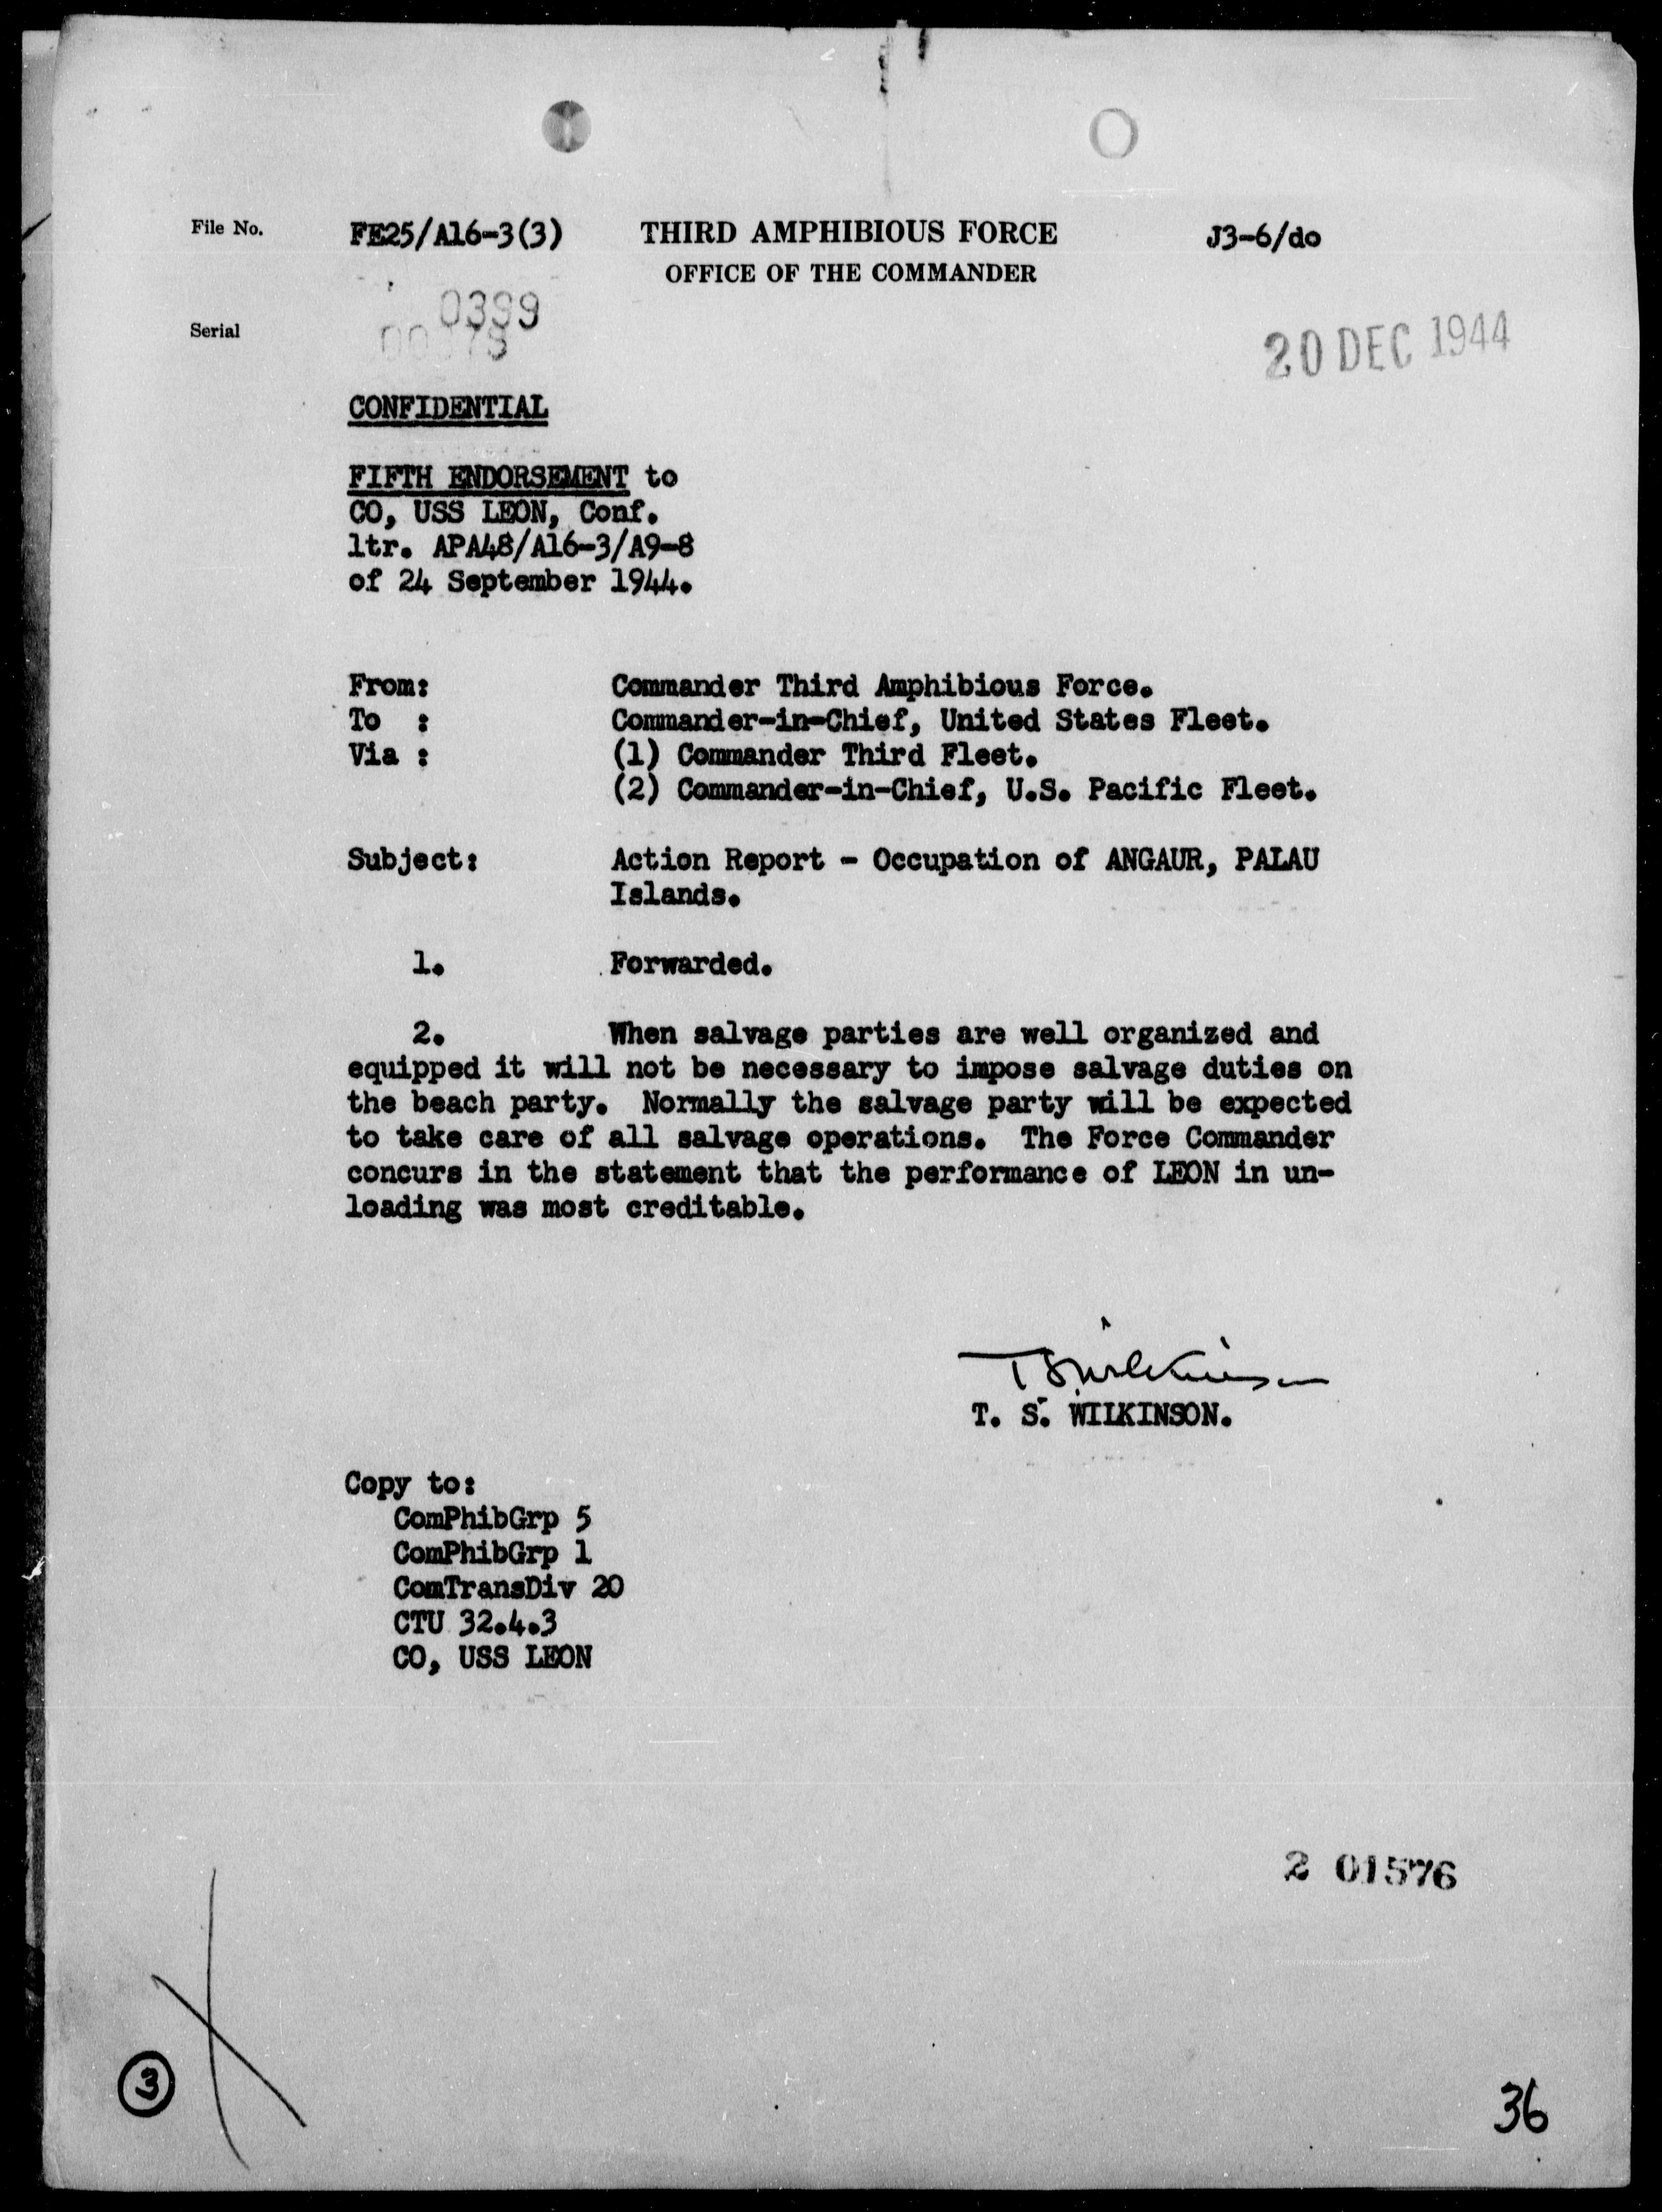 File No. FE25/A16-3(3) THIRD AMPHIBIOUS FORCE J3-6/do
OFFICE OF THE COMMANDER
0399
Serial
20 DEC 1944
CONFIDENTIAL
FIFTH ENDORSEMENT to
CO, USS LEON, Conf.
ltr. APA48/A16-3/A9-8
of 24 September 1944.
From: Commander Third Amphibious Force.
To : Commander-in-Chief, United States Fleet.
Via : (1) Commander Third Fleet.
(2) Commander-in-Chief, U.S. Pacific Fleet.
Subject: Action Report - Occupation of ANGAUR, PALAU
Islands.
1. Forwarded.
2. When salvage parties are well organized and
equipped it will not be necessary to impose salvage duties on
the beach party. Normally the salvage party will be expected
to take care of all salvage operations. The Force Commander
concurs in the statement that the performance of LEON in un-
loading was most creditable.
TSWilkinson
T. S. WILKINSON.
Copy to:
ComPhibGrp 5
ComPhibGrp 1
ComTransDiv 20
CTU 32.4.3
CO, USS LEON
2 01576
3
36